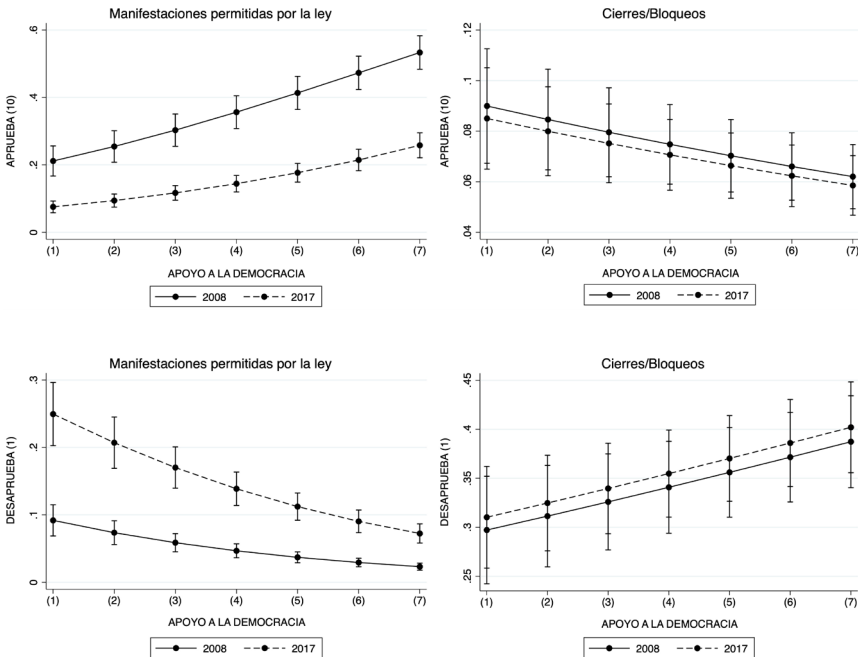 Manifestaciones permitidas por la ley
.6
.4
.2
0
APRUEBA (10)
(1) (2) (3) (4) (5) (6) (7)
APOYO A LA DEMOCRACIA
2008 2017
Cierres/Bloqueos
.12
.1
.08
.06
.04
APRUEBA (10)
(1) (2) (3) (4) (5) (6) (7)
APOYO A LA DEMOCRACIA
2008 2017
Manifestaciones permitidas por la ley
.3
.2
.1
0
DESAPRUEBA (1)
(1) (2) (3) (4) (5) (6) (7)
APOYO A LA DEMOCRACIA
2008 2017
Cierres/Bloqueos
.45
.4
.35
.3
.25
DESAPRUEBA (1)
(1) (2) (3) (4) (5) (6) (7)
APOYO A LA DEMOCRACIA
2008 2017